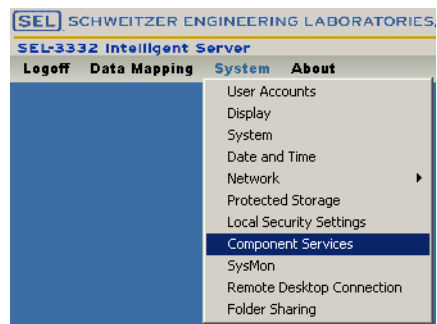 SEL SCHWEITZER ENGINEERING LABORATORIES,
SEL-3332 Intelligent Server
Logoff Data Mapping System About
User Accounts
Display
System
Date and Time
Network
Protected Storage
Local Security Settings
Component Services
SysMon
Remote Desktop Connection
Folder Sharing